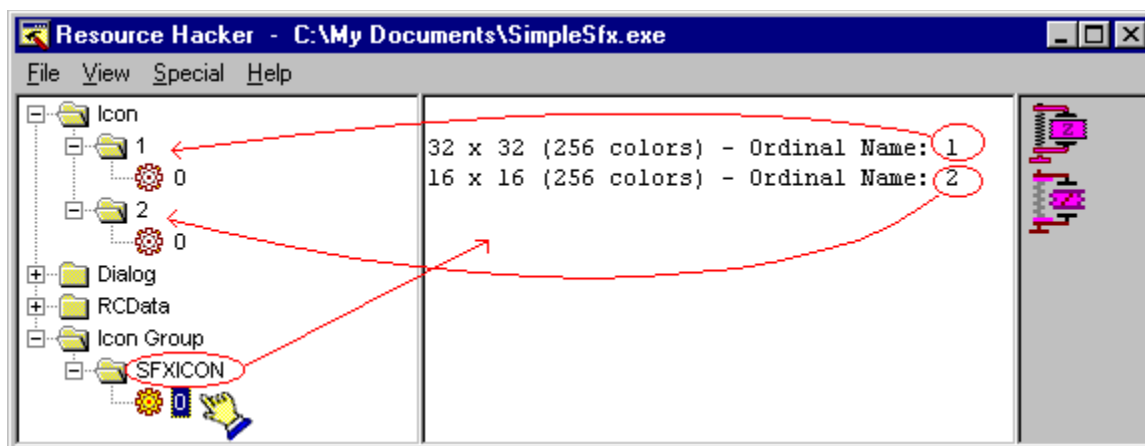 Resource Hacker - C:\My Documents\SimpleSfx.exe
File View Special Help
Icon
1
0
2
0
Dialog
RCData
Icon Group
SFXICON
0
32 x 32 (256 colors) - Ordinal Name: 1
16 x 16 (256 colors) - Ordinal Name: 2
Z
Z